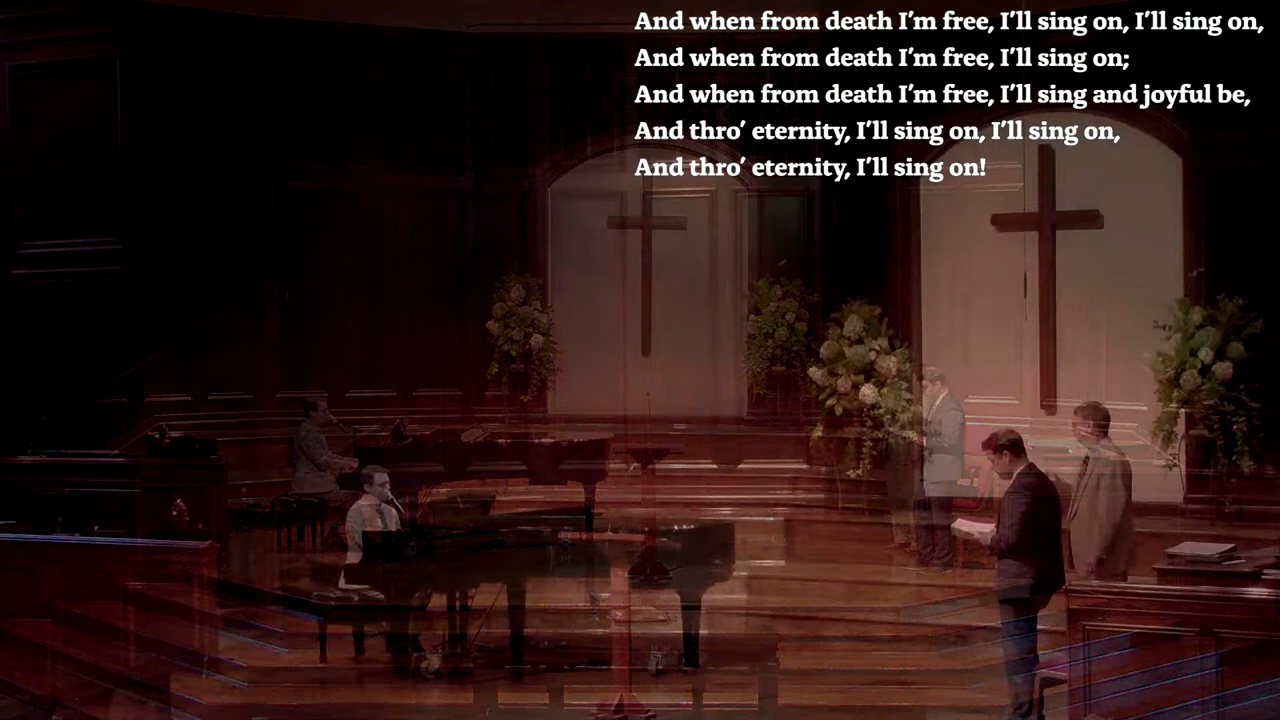 And when from death I'm free, I'll sing on, I'll sing on,
And when from death I'm free, I'll sing on;
And when from death I'm free, I'll sing and joyful be,
And thro' eternity, I'll sing on, I'll sing on,
And thro' eternity, I'll sing on!